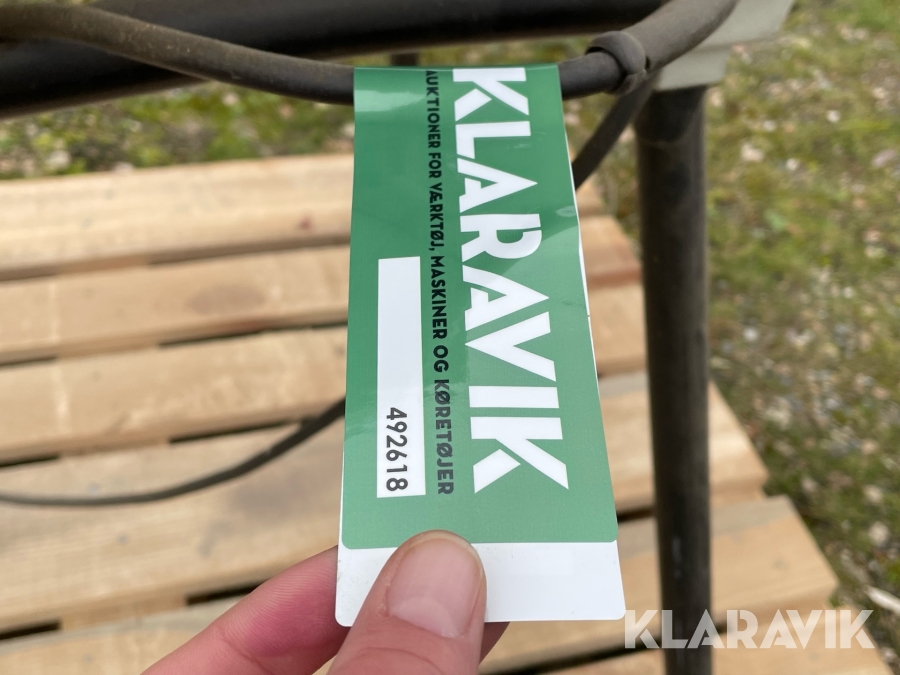 KLARAVIK
AUKTIONER FOR VÆRKTØJ, MASKINER OG KØRETØJER
492618
KLARAVIK